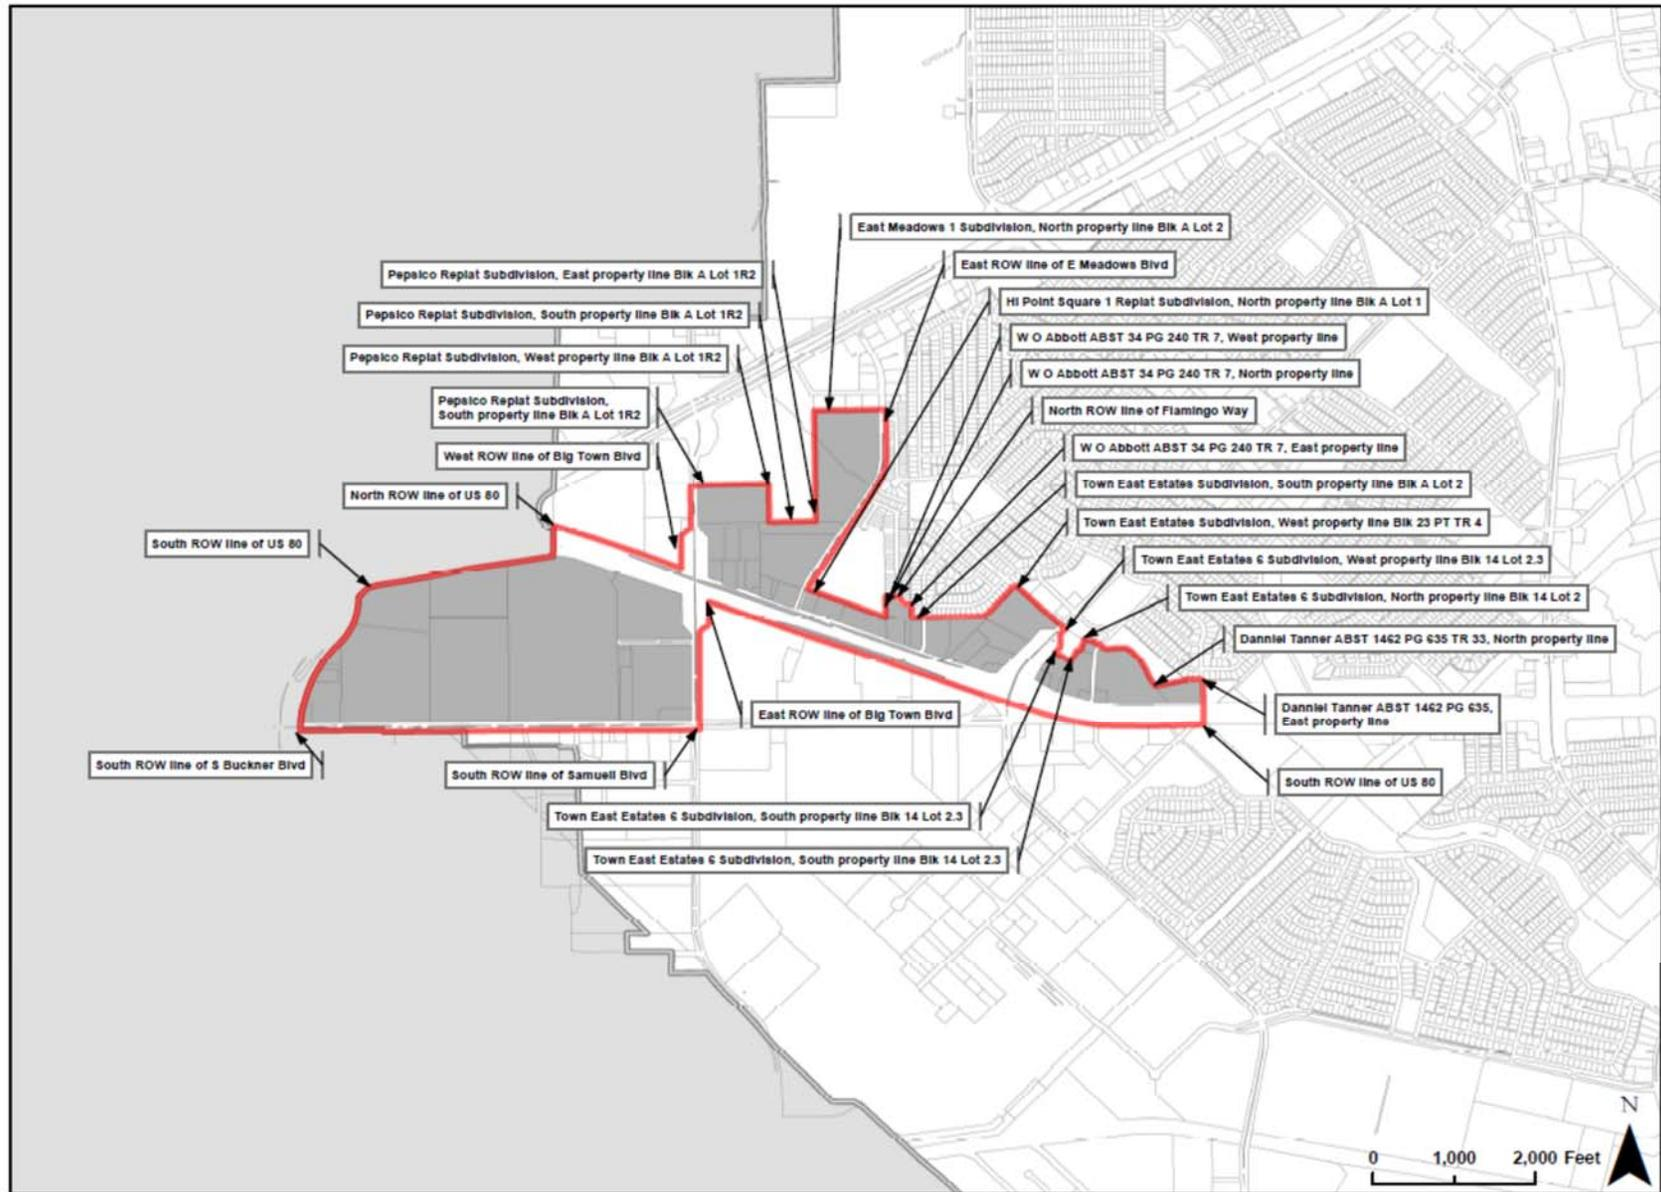 East Meadows 1 Subdivision, North property line Blk A Lot 2
East ROW line of E Meadows Blvd
Pepsico Replat Subdivision, East property line Blk A Lot 1R2
Hi Point Square 1 Replat Subdivision, North property line Blk A Lot 1
Pepsico Replat Subdivision, South property line Blk A Lot 1R2
W O Abbott ABST 34 PG 240 TR 7, West property line
Pepsico Replat Subdivision, West property line Blk A Lot 1R2
W O Abbott ABST 34 PG 240 TR 7, North property line
Pepsico Replat Subdivision,
South property line Blk A Lot 1R2
North ROW line of Flamingo Way
West ROW line of Big Town Blvd
W O Abbott ABST 34 PG 240 TR 7, East property line
North ROW line of US 80
Town East Estates Subdivision, South property line Blk A Lot 2
Town East Estates Subdivision, West property line Blk 23 PT TR 4
South ROW line of US 80
Town East Estates 6 Subdivision, West property line Blk 14 Lot 2.3
Town East Estates 6 Subdivision, North property line Blk 14 Lot 2
Danniel Tanner ABST 1462 PG 635 TR 33, North property line
East ROW line of Big Town Blvd
Danniel Tanner ABST 1462 PG 635,
East property line
South ROW line of S Buckner Blvd
South ROW line of Samuell Blvd
South ROW line of US 80
Town East Estates 6 Subdivision, South property line Blk 14 Lot 2.3
Town East Estates 6 Subdivision, South property line Blk 14 Lot 2.3
N
0 1,000 2,000 Feet